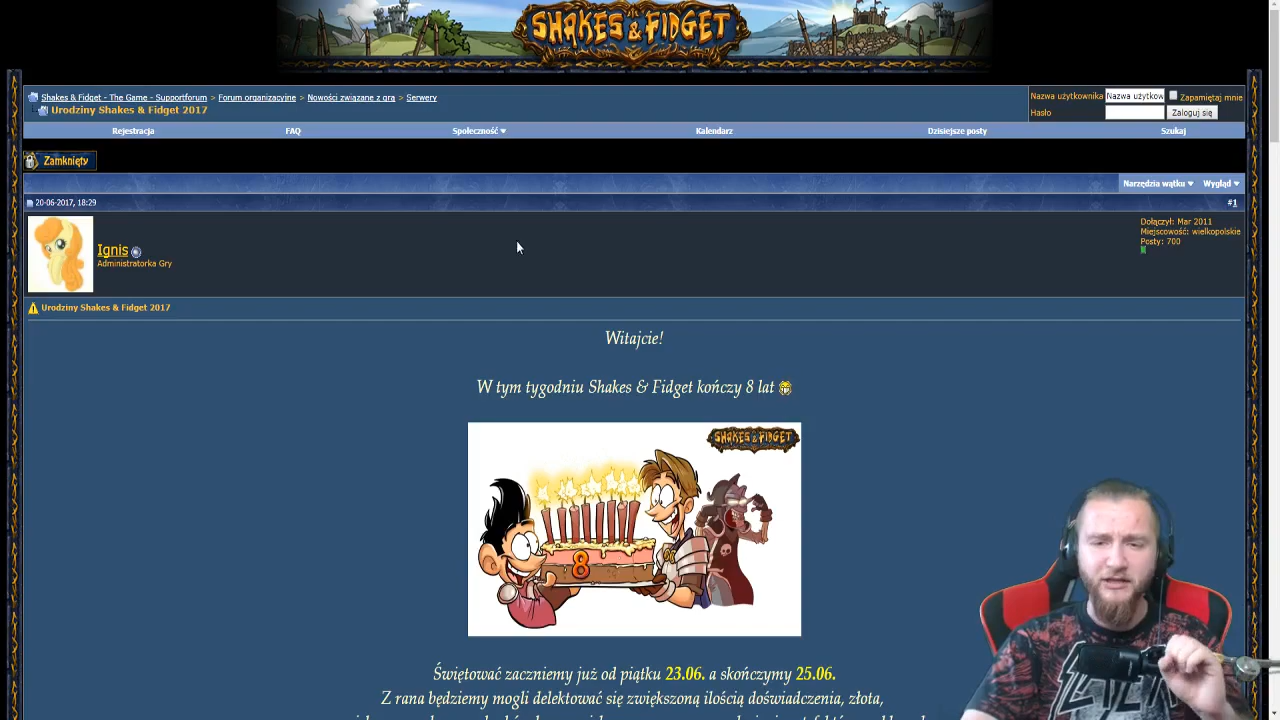 SHAKES & FIDGET
Shakes & Fidget - The Game - Supportforum > Forum organizacyjne > Nowości związane z grą > Serwery
Urodziny Shakes & Fidget 2017
Nazwa użytkownika Nazwa użytkow Zapamiętaj mnie
Hasło Zaloguj się
Rejestracja FAQ Społeczność Kalendarz Dzisiejsze posty Szukaj
Zamknięty
Narzędzia wątku Wygląd
20-06-2017, 18:29 #1
Ignis
Administratorka Gry
Dołączył: Mar 2011
Miejscowość: wielkopolskie
Posty: 700
Urodziny Shakes & Fidget 2017
Witajcie!
W tym tygodniu Shakes & Fidget kończy 8 lat
SHAKES & FIDGET
8
Świętować zaczniemy już od piątku 23.06. a skończymy 25.06.
Z rana będziemy mogli delektować się zwiększoną ilością doświadczenia, złota,